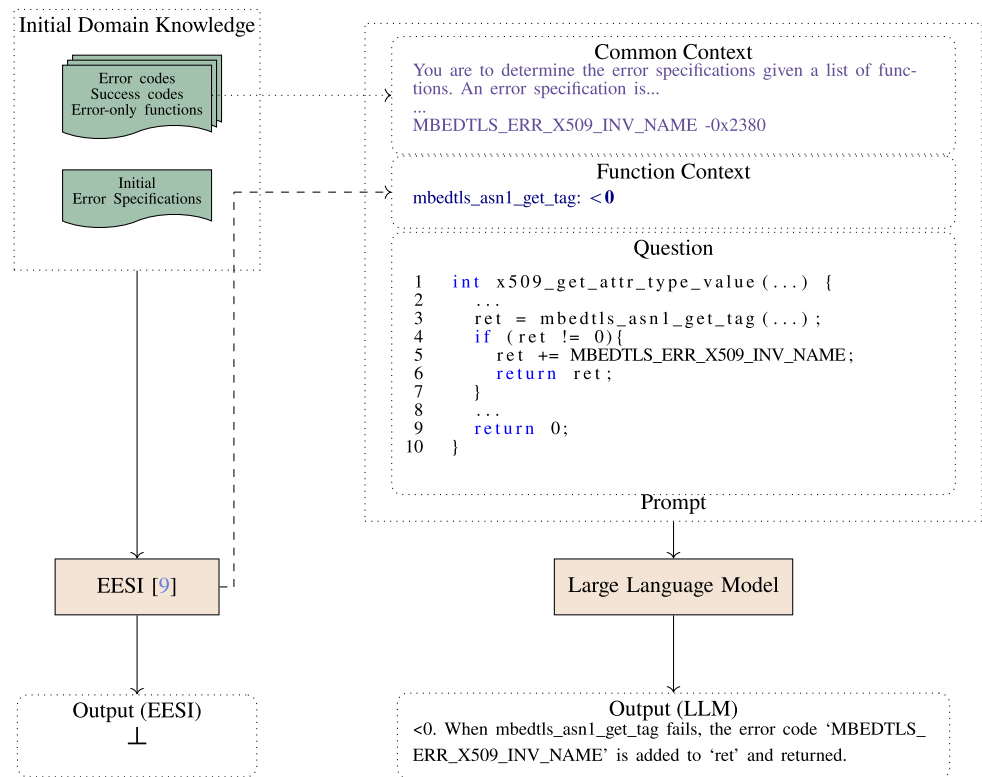 Initial Domain Knowledge
Error codes
Success codes
Error-only functions
Initial
Error Specifications
EESI [9]
Output (EESI)
⊥
Common Context
You are to determine the error specifications given a list of func-
tions. An error specification is...
...
MBEDTLS_ERR_X509_INV_NAME -0x2380
Function Context
mbedtls_asn1_get_tag: <0
Question
1 int x509_get_attr_type_value(...) {
2 ...
3 ret = mbedtls_asn1_get_tag(...);
4 if (ret != 0){
5 ret += MBEDTLS_ERR_X509_INV_NAME;
6 return ret;
7 }
8 ...
9 return 0;
10 }
Prompt
Large Language Model
Output (LLM)
<0. When mbedtls_asn1_get_tag fails, the error code ‘MBEDTLS_
ERR_X509_INV_NAME’ is added to ‘ret’ and returned.